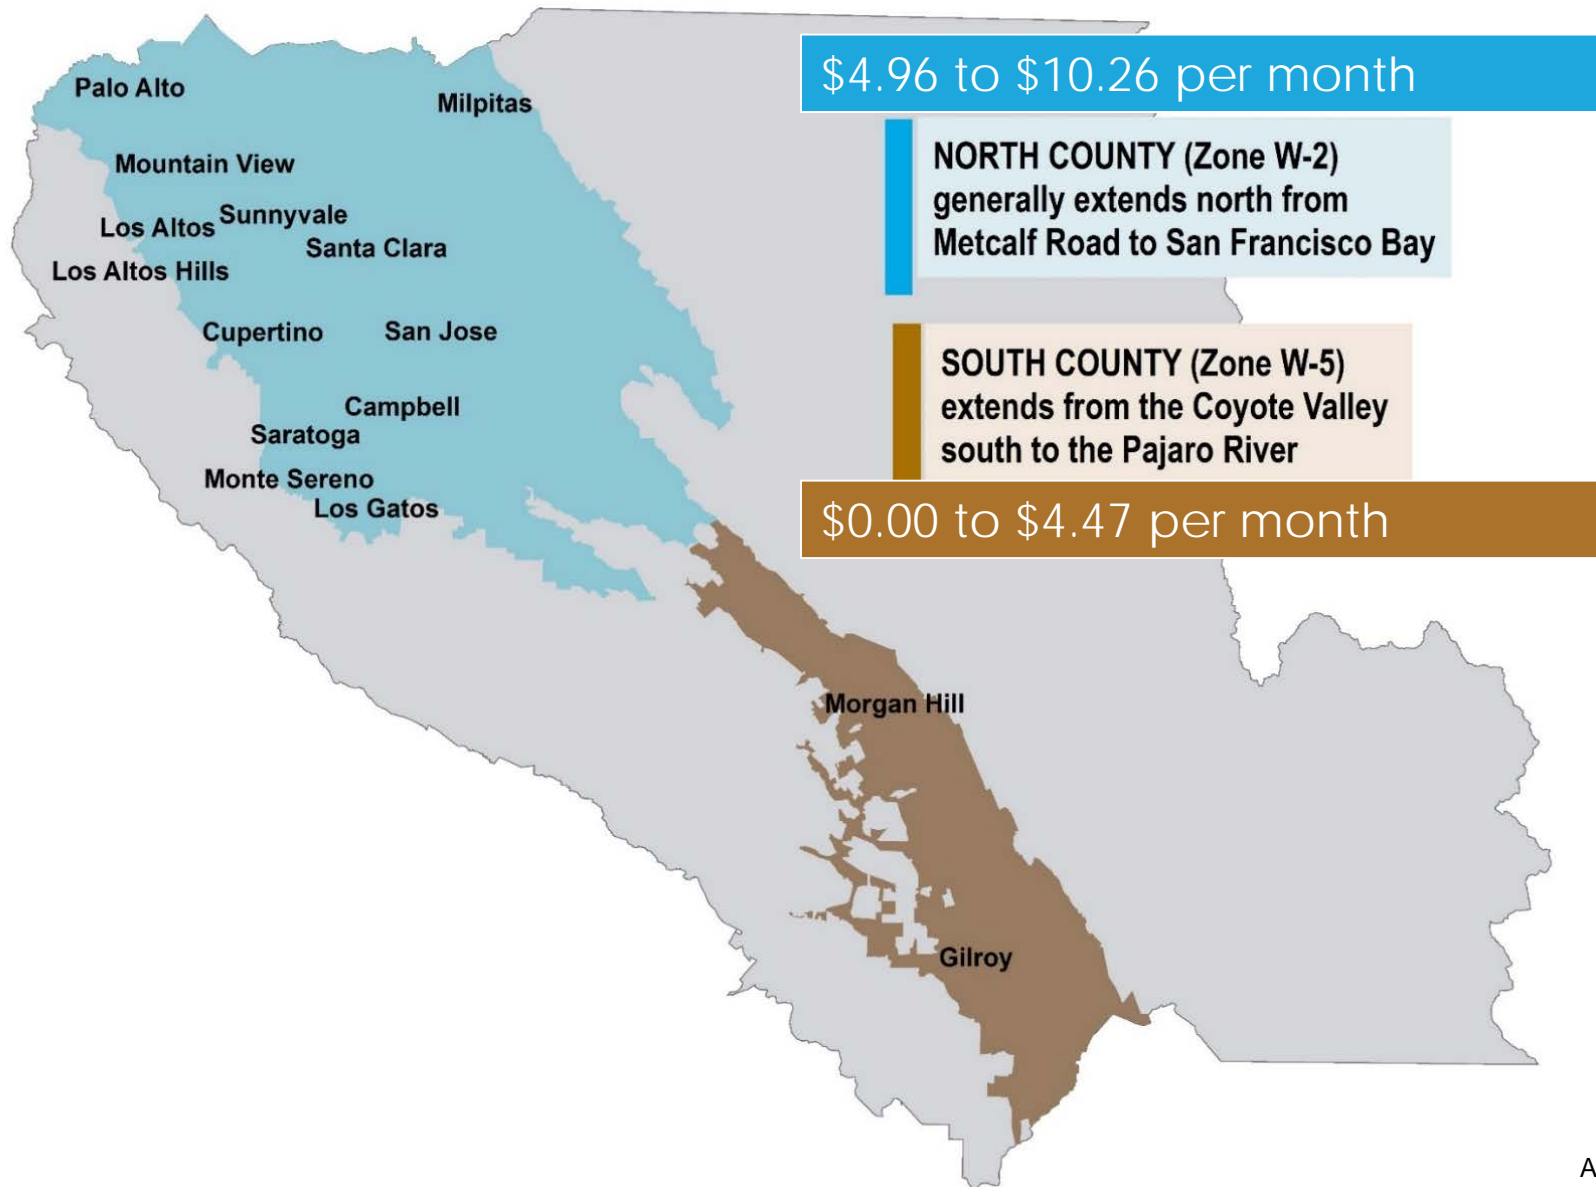 $4.96 to $10.26 per month
NORTH COUNTY (Zone W-2)
generally extends north from
Metcalf Road to San Francisco Bay
SOUTH COUNTY (Zone W-5)
extends from the Coyote Valley
south to the Pajaro River
$0.00 to $4.47 per month
Palo Alto
Milpitas
Mountain View
Sunnyvale
Los Altos
Santa Clara
Los Altos Hills
Cupertino
San Jose
Campbell
Saratoga
Monte Sereno
Los Gatos
Morgan Hill
Gilroy
A